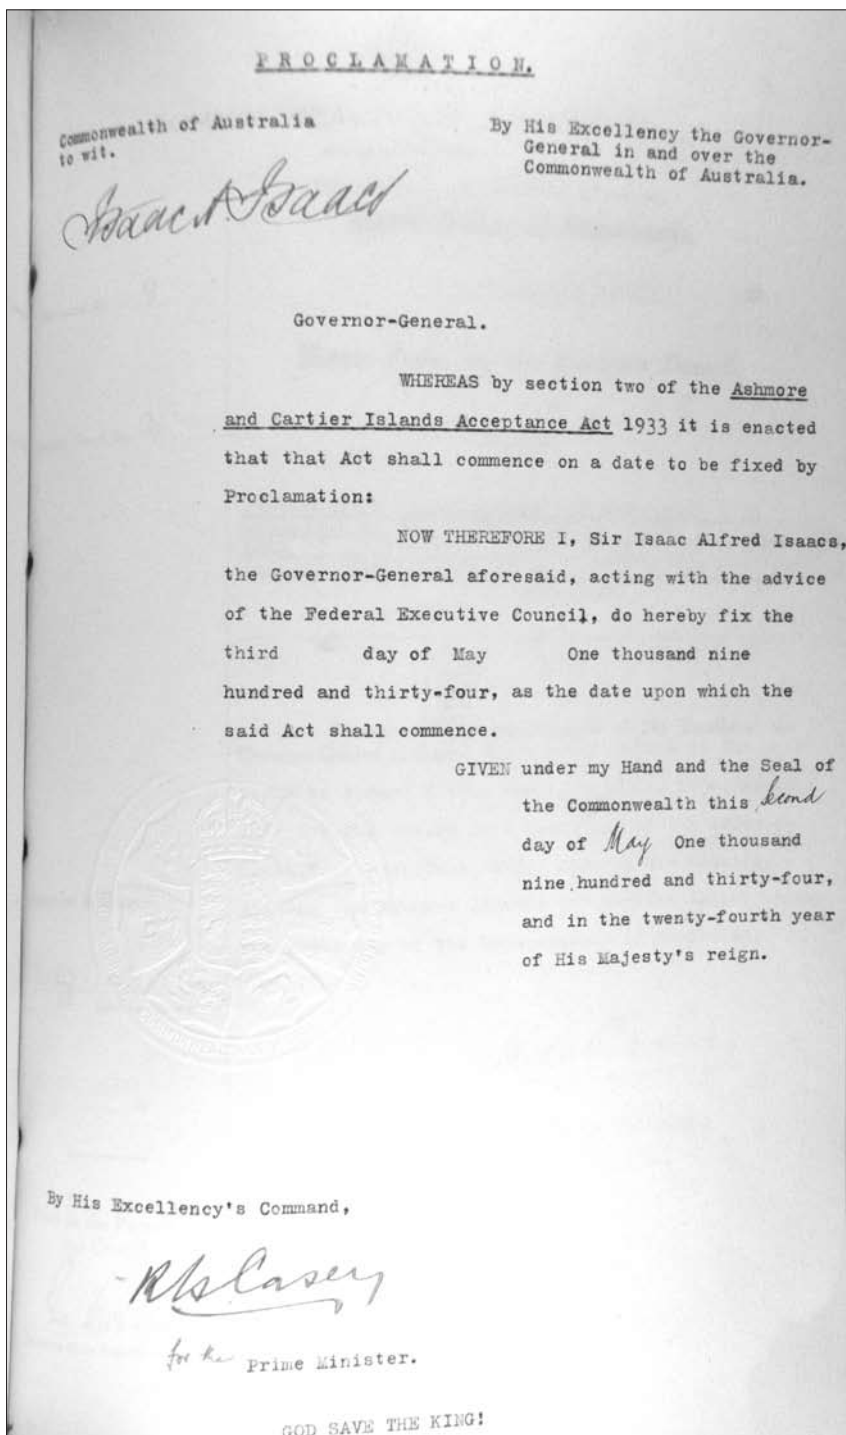 PROCLAMATION.
Commonwealth of Australia
to wit.
By His Excellency the Governor-
General in and over the
Commonwealth of Australia.
Isaac A. Isaacs
Governor-General.
WHEREAS by section two of the Ashmore
and Cartier Islands Acceptance Act 1933 it is enacted
that that Act shall commence on a date to be fixed by
Proclamation:
NOW THEREFORE I, Sir Isaac Alfred Isaacs,
the Governor-General aforesaid, acting with the advice
of the Federal Executive Council, do hereby fix the
third day of May One thousand nine
hundred and thirty-four, as the date upon which the
said Act shall commence.
GIVEN under my Hand and the Seal of
the Commonwealth this second
day of May One thousand
nine hundred and thirty-four,
and in the twenty-fourth year
of His Majesty's reign.
By His Excellency's Command,
R G Casey
for the Prime Minister.
GOD SAVE THE KING!